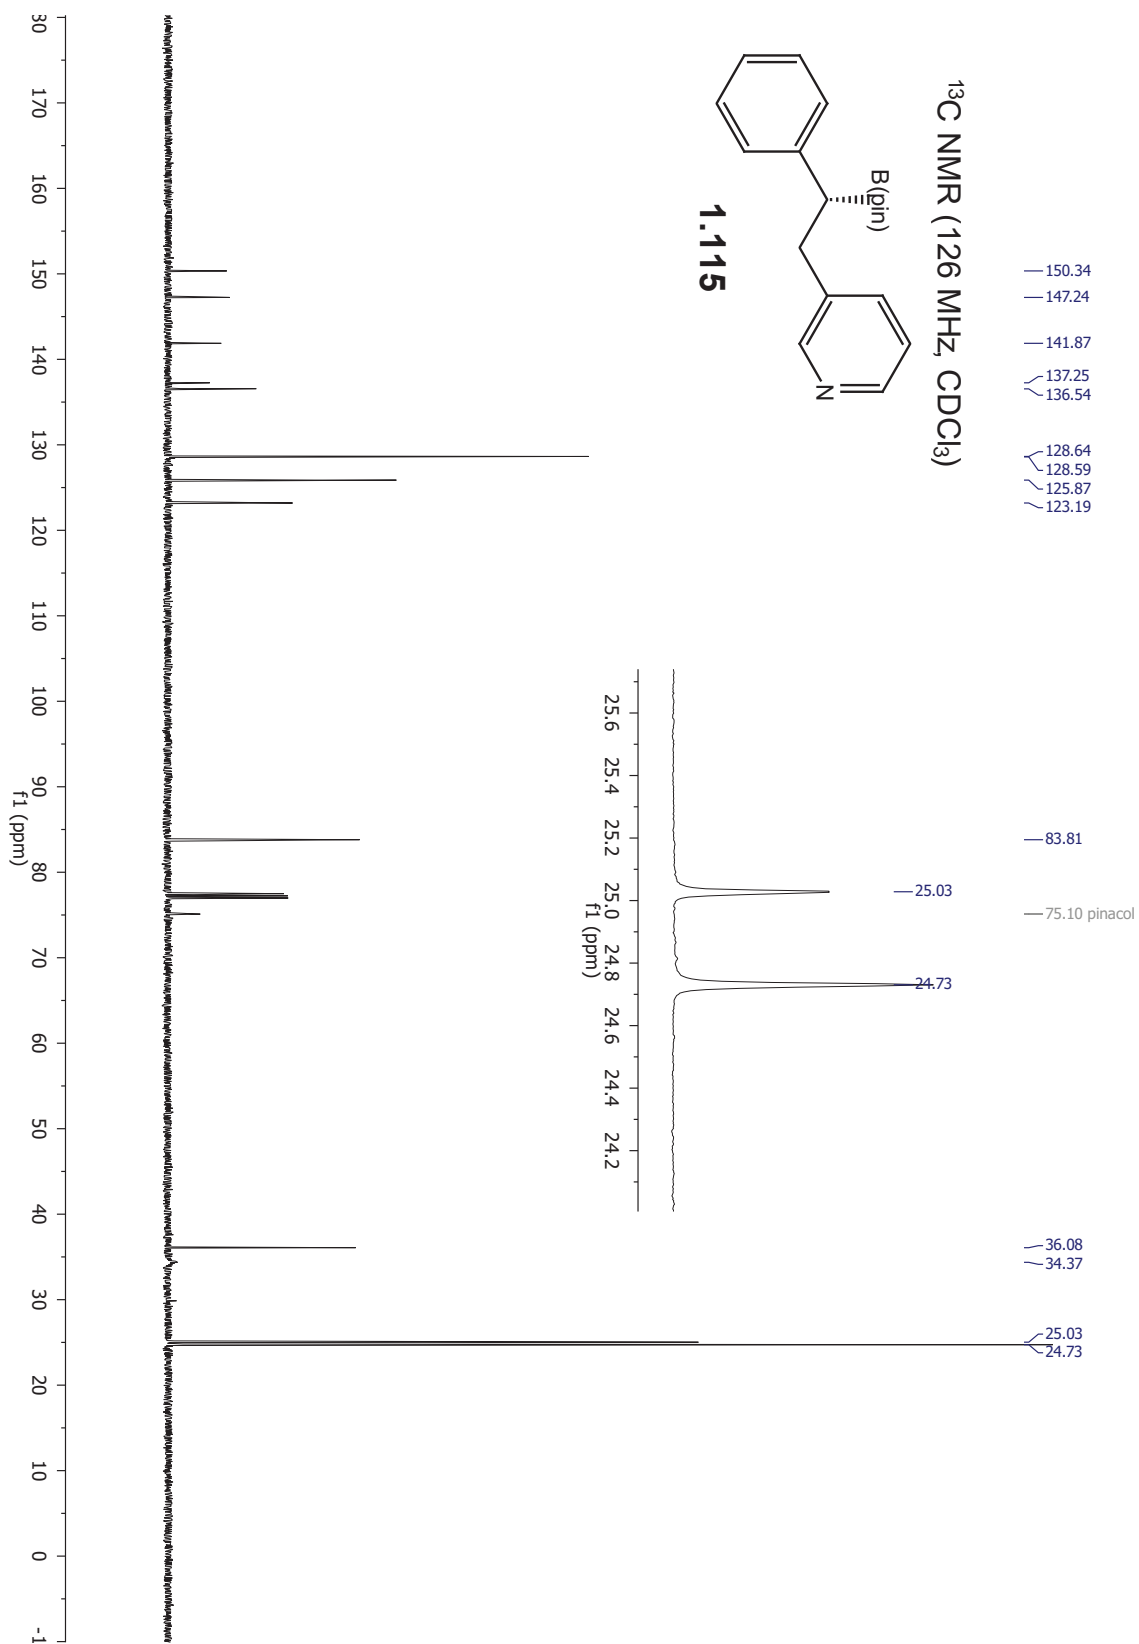 ¹³C NMR (126 MHz, CDCl₃)
B(pin)
N
1.115
150.34
147.24
141.87
137.25
136.54
128.64
128.59
125.87
123.19
83.81
75.10 pinacol
36.08
34.37
25.03
24.73
25.03
24.73
25.6 25.4 25.2 25.0 24.8 24.6 24.4 24.2
f1 (ppm)
30 170 160 150 140 130 120 110 100 90 80 70 60 50 40 30 20 10 0 -1
f1 (ppm)